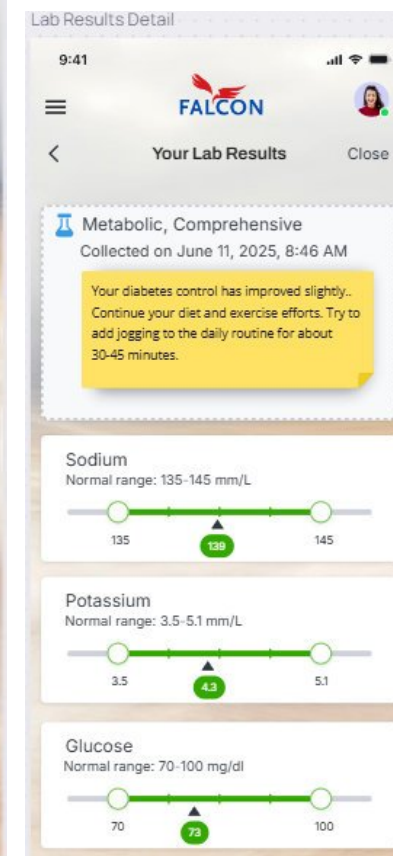 Lab Results Detail
9:41
FALCON
Your Lab Results Close
Metabolic, Comprehensive
Collected on June 11, 2025, 8:46 AM
Your diabetes control has improved slightly..
Continue your diet and exercise efforts. Try to
add jogging to the daily routine for about
30-45 minutes.
Sodium
Normal range: 135-145 mm/L
135 139 145
Potassium
Normal range: 3.5-5.1 mm/L
3.5 4.3 5.1
Glucose
Normal range: 70-100 mg/dl
70 73 100